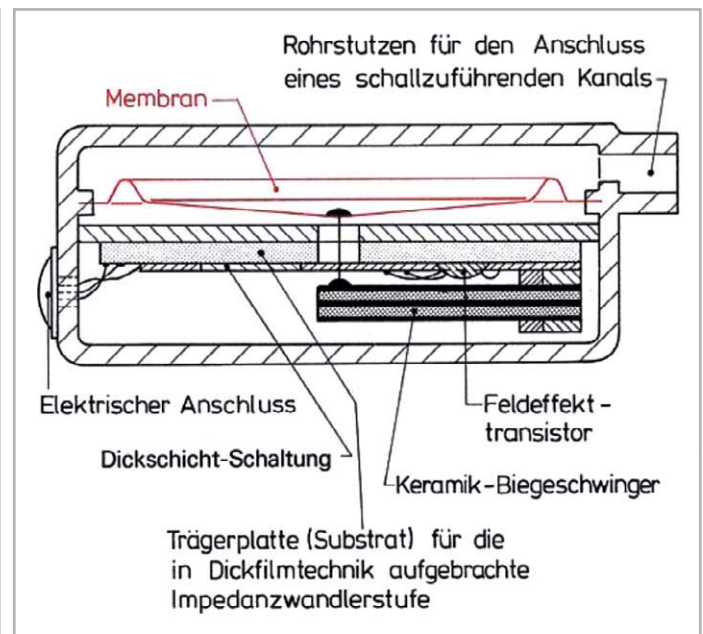 Rohrstutzen für den Anschluss
eines schallzuführenden Kanals
Membran
Elektrischer Anschluss
Feldeffekt-
transistor
Dickschicht-Schaltung
Keramik-Biegeschwinger
Trägerplatte (Substrat) für die
in Dickfilmtechnik aufgebrachte
Impedanzwandlerstufe